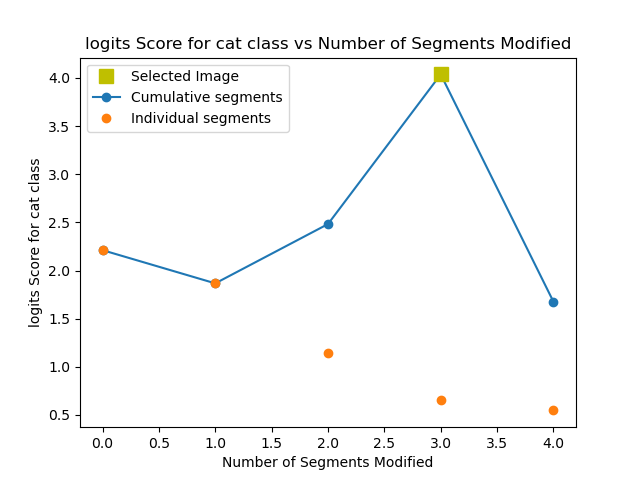 logits Score for cat class vs Number of Segments Modified
Selected Image
Cumulative segments
Individual segments
logits Score for cat class
4.0
3.5
3.0
2.5
2.0
1.5
1.0
0.5
0.0 0.5 1.0 1.5 2.0 2.5 3.0 3.5 4.0
Number of Segments Modified